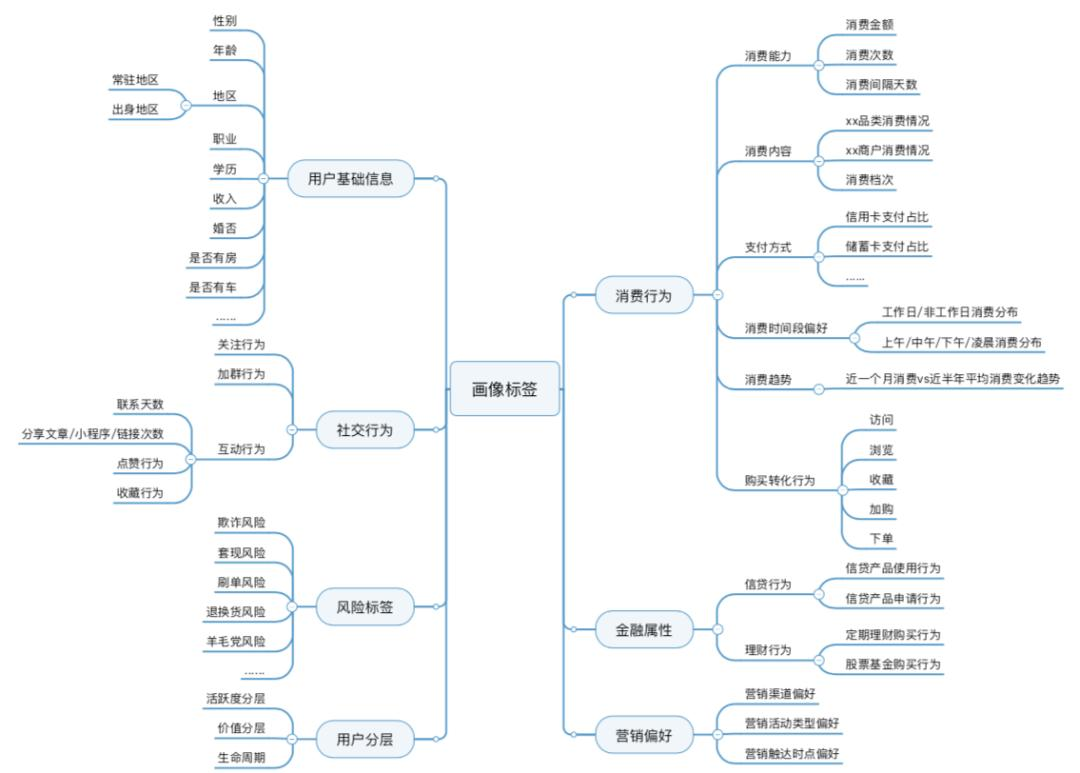 画像标签
用户基础信息
性别
年龄
地区
常驻地区
出身地区
职业
学历
收入
婚否
是否有房
是否有车
......
社交行为
关注行为
加群行为
互动行为
联系天数
分享文章/小程序/链接次数
点赞行为
收藏行为
风险标签
欺诈风险
套现风险
刷单风险
退换货风险
羊毛党风险
......
用户分层
活跃度分层
价值分层
生命周期
消费行为
消费能力
消费金额
消费次数
消费间隔天数
消费内容
xx品类消费情况
xx商户消费情况
消费档次
支付方式
信用卡支付占比
储蓄卡支付占比
......
消费时间段偏好
工作日/非工作日消费分布
上午/中午/下午/凌晨消费分布
消费趋势
近一个月消费vs近半年平均消费变化趋势
购买转化行为
访问
浏览
收藏
加购
下单
金融属性
信贷行为
信贷产品使用行为
信贷产品申请行为
理财行为
定期理财购买行为
股票基金购买行为
营销偏好
营销渠道偏好
营销活动类型偏好
营销触达时点偏好